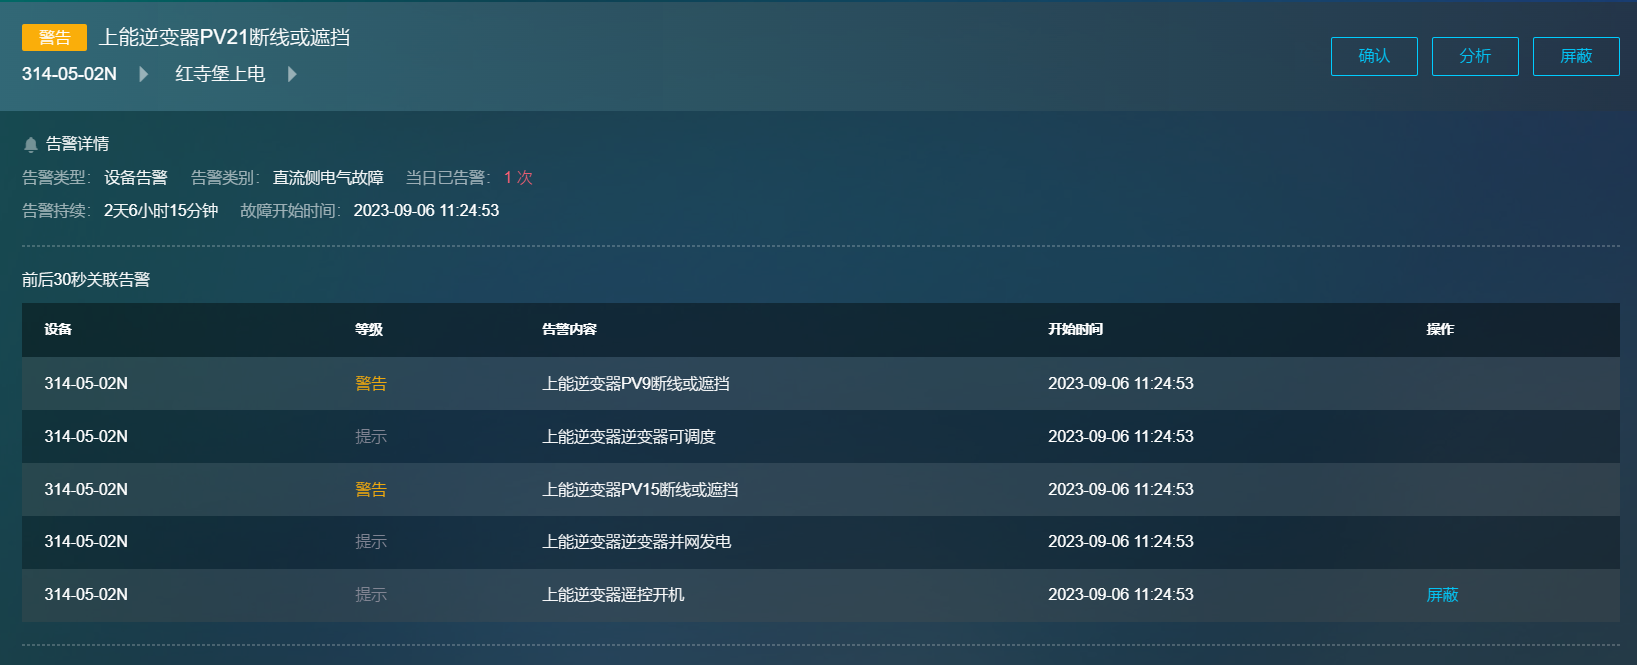 警告 上能逆变器PV21断线或遮挡
314-05-02N 红寺堡上电
确认 分析 屏蔽
告警详情
告警类型: 设备告警 告警类别: 直流侧电气故障 当日已告警: 1 次
告警持续: 2天6小时15分钟 故障开始时间: 2023-09-06 11:24:53
前后30秒关联告警
设备 等级 告警内容 开始时间 操作
314-05-02N 警告 上能逆变器PV9断线或遮挡 2023-09-06 11:24:53
314-05-02N 提示 上能逆变器逆变器可调度 2023-09-06 11:24:53
314-05-02N 警告 上能逆变器PV15断线或遮挡 2023-09-06 11:24:53
314-05-02N 提示 上能逆变器逆变器并网发电 2023-09-06 11:24:53
314-05-02N 提示 上能逆变器遥控开机 2023-09-06 11:24:53 屏蔽